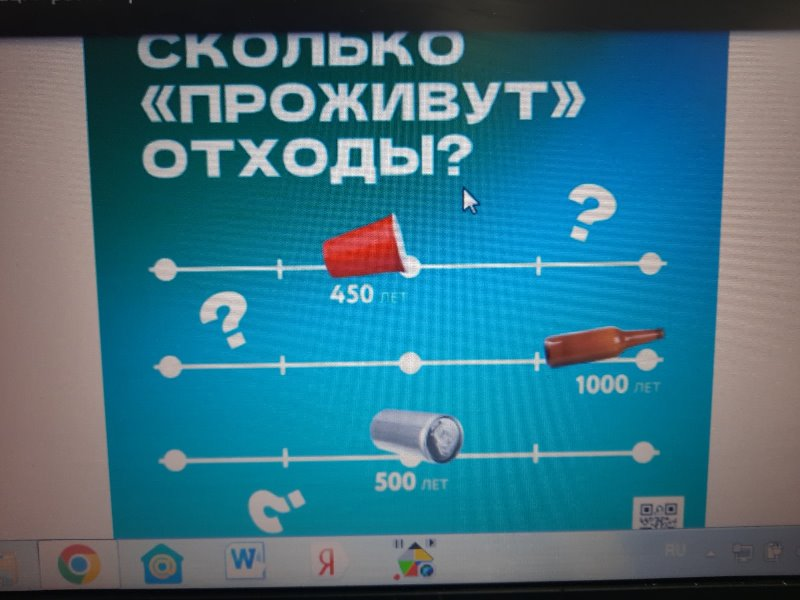 СКОЛЬКО
«ПРОЖИВУТ»
ОТХОДЫ?
?
450 ЛЕТ
?
1000 ЛЕТ
500 ЛЕТ
?
W Я RU